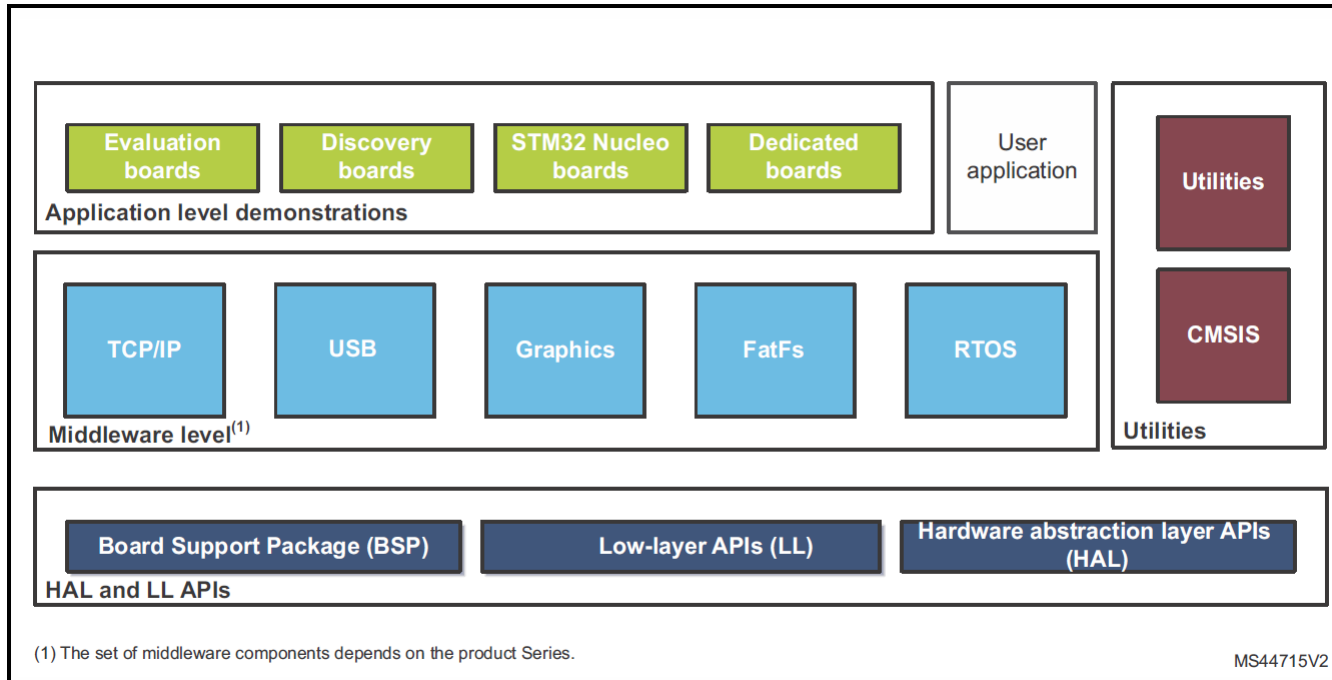 Evaluation
boards
Discovery
boards
STM32 Nucleo
boards
Dedicated
boards
Application level demonstrations
User
application
Utilities
CMSIS
Utilities
TCP/IP
USB
Graphics
FatFs
RTOS
Middleware level(1)
Board Support Package (BSP)
Low-layer APIs (LL)
Hardware abstraction layer APIs
(HAL)
HAL and LL APIs
(1) The set of middleware components depends on the product Series.
MS44715V2